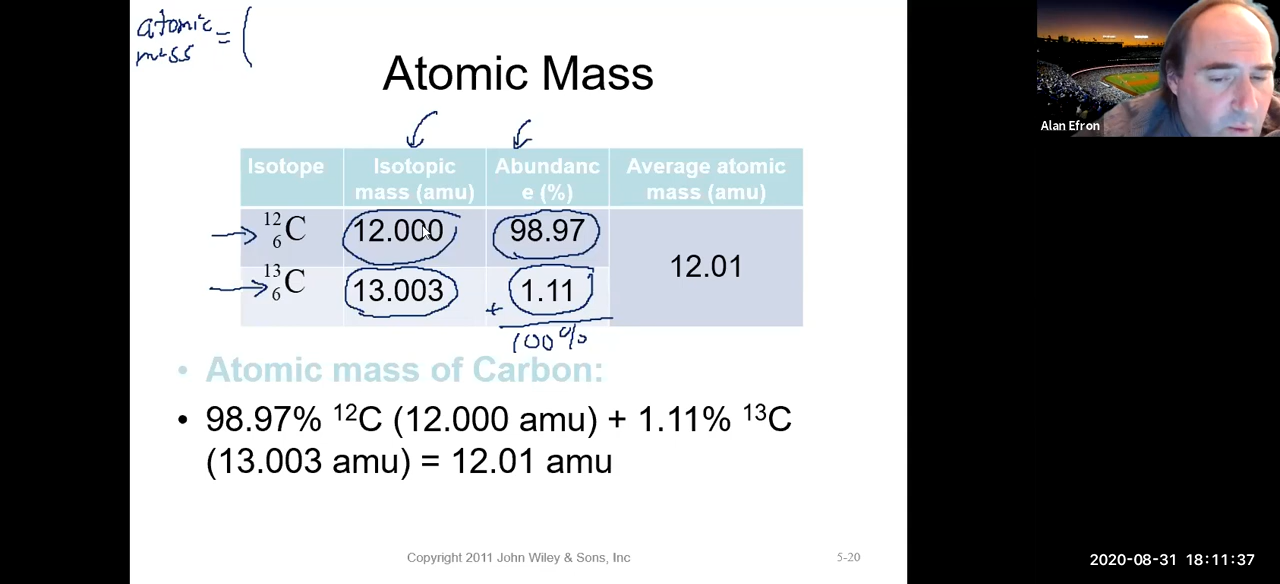 atomic
mass = (
Atomic Mass
Isotope
Isotopic
mass (amu)
Abundanc
e (%)
Average atomic
mass (amu)
12
6 C
12.000
98.97
12.01
13
6 C
13.003
+ 1.11
100%
• Atomic mass of Carbon:
• 98.97% ¹²C (12.000 amu) + 1.11% ¹³C
(13.003 amu) = 12.01 amu
Copyright 2011 John Wiley & Sons, Inc
5-20
Alan Efron
2020-08-31 18:11:37